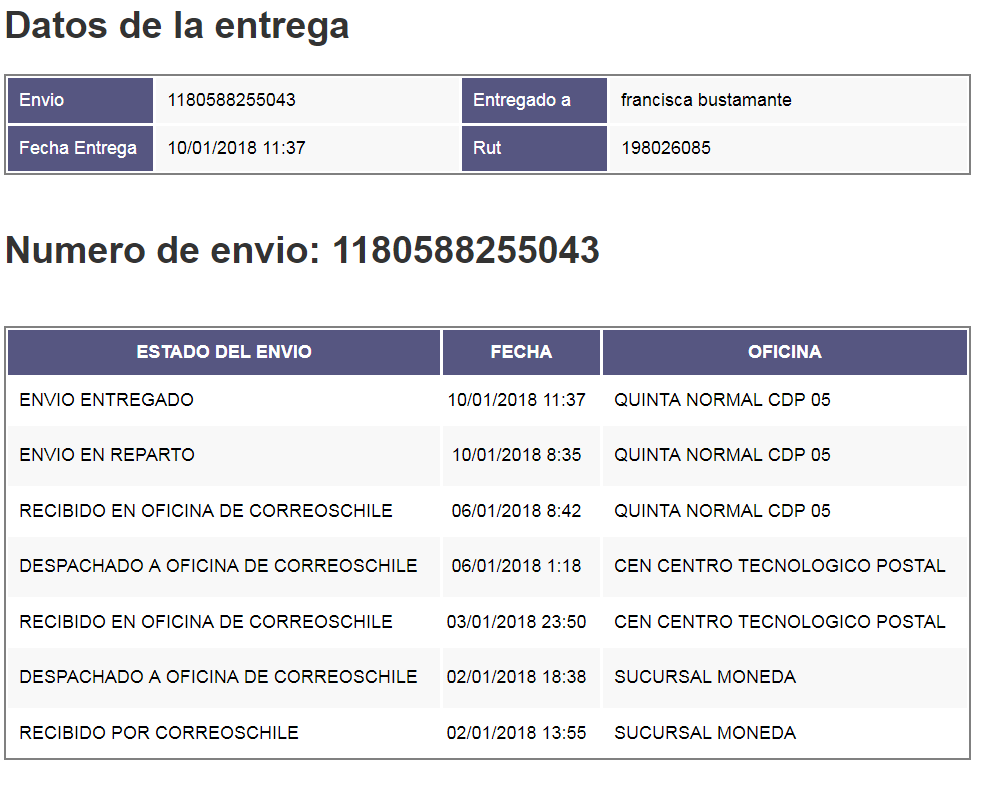 Datos de la entrega
Envio 1180588255043 Entregado a francisca bustamante
Fecha Entrega 10/01/2018 11:37 Rut 198026085
Numero de envio: 1180588255043
ESTADO DEL ENVIO FECHA OFICINA
ENVIO ENTREGADO 10/01/2018 11:37 QUINTA NORMAL CDP 05
ENVIO EN REPARTO 10/01/2018 8:35 QUINTA NORMAL CDP 05
RECIBIDO EN OFICINA DE CORREOSCHILE 06/01/2018 8:42 QUINTA NORMAL CDP 05
DESPACHADO A OFICINA DE CORREOSCHILE 06/01/2018 1:18 CEN CENTRO TECNOLOGICO POSTAL
RECIBIDO EN OFICINA DE CORREOSCHILE 03/01/2018 23:50 CEN CENTRO TECNOLOGICO POSTAL
DESPACHADO A OFICINA DE CORREOSCHILE 02/01/2018 18:38 SUCURSAL MONEDA
RECIBIDO POR CORREOSCHILE 02/01/2018 13:55 SUCURSAL MONEDA